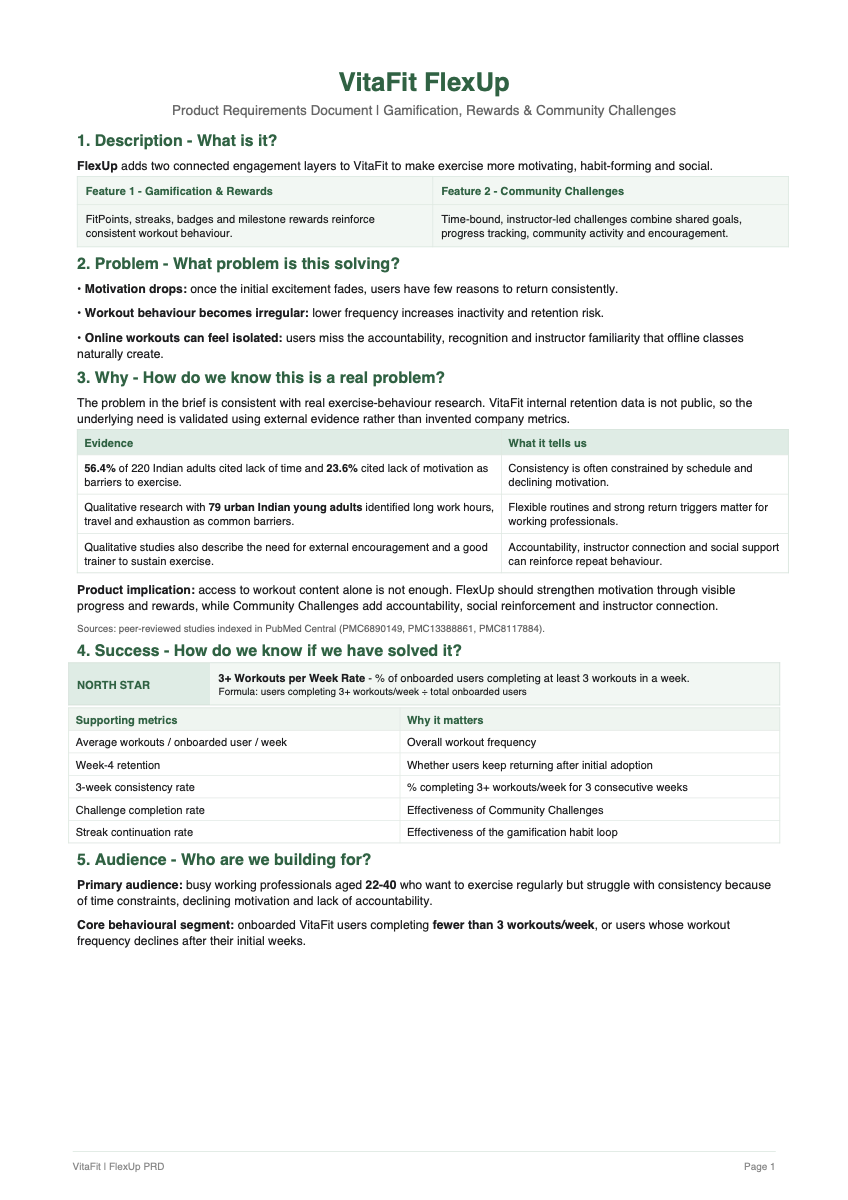 VitaFit FlexUp
Product Requirements Document | Gamification, Rewards & Community Challenges
1. Description - What is it?
FlexUp adds two connected engagement layers to VitaFit to make exercise more motivating, habit-forming and social.
Feature 1 - Gamification & Rewards
Feature 2 - Community Challenges
FitPoints, streaks, badges and milestone rewards reinforce
consistent workout behaviour.
Time-bound, instructor-led challenges combine shared goals,
progress tracking, community activity and encouragement.
2. Problem - What problem is this solving?
• Motivation drops: once the initial excitement fades, users have few reasons to return consistently.
• Workout behaviour becomes irregular: lower frequency increases inactivity and retention risk.
• Online workouts can feel isolated: users miss the accountability, recognition and instructor familiarity that offline classes
naturally create.
3. Why - How do we know this is a real problem?
The problem in the brief is consistent with real exercise-behaviour research. VitaFit internal retention data is not public, so the
underlying need is validated using external evidence rather than invented company metrics.
Evidence
What it tells us
56.4% of 220 Indian adults cited lack of time and 23.6% cited lack of motivation as
barriers to exercise.
Consistency is often constrained by schedule and
declining motivation.
Qualitative research with 79 urban Indian young adults identified long work hours,
travel and exhaustion as common barriers.
Flexible routines and strong return triggers matter for
working professionals.
Qualitative studies also describe the need for external encouragement and a good
trainer to sustain exercise.
Accountability, instructor connection and social support
can reinforce repeat behaviour.
Product implication: access to workout content alone is not enough. FlexUp should strengthen motivation through visible
progress and rewards, while Community Challenges add accountability, social reinforcement and instructor connection.
Sources: peer-reviewed studies indexed in PubMed Central (PMC6890149, PMC13388861, PMC8117884).
4. Success - How do we know if we have solved it?
NORTH STAR
3+ Workouts per Week Rate - % of onboarded users completing at least 3 workouts in a week.
Formula: users completing 3+ workouts/week ÷ total onboarded users
Supporting metrics
Why it matters
Average workouts / onboarded user / week
Overall workout frequency
Week-4 retention
Whether users keep returning after initial adoption
3-week consistency rate
% completing 3+ workouts/week for 3 consecutive weeks
Challenge completion rate
Effectiveness of Community Challenges
Streak continuation rate
Effectiveness of the gamification habit loop
5. Audience - Who are we building for?
Primary audience: busy working professionals aged 22-40 who want to exercise regularly but struggle with consistency because
of time constraints, declining motivation and lack of accountability.
Core behavioural segment: onboarded VitaFit users completing fewer than 3 workouts/week, or users whose workout
frequency declines after their initial weeks.
VitaFit | FlexUp PRD
Page 1